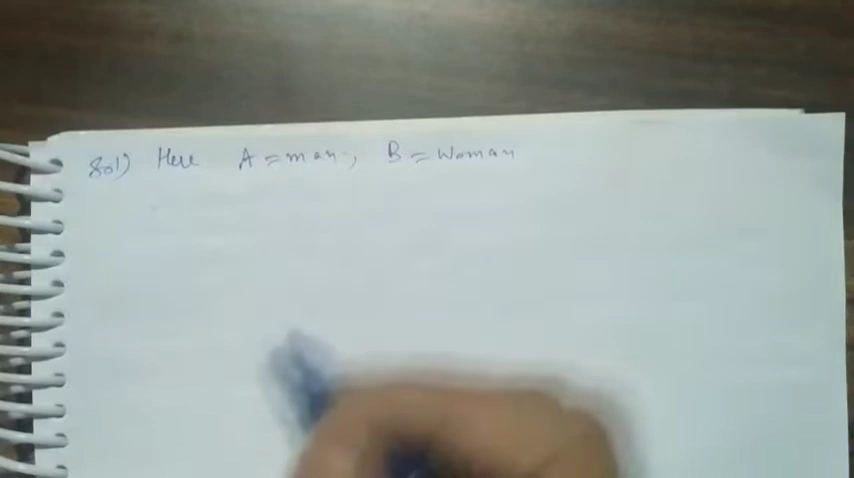 Sol) Here A = man, B = Woman